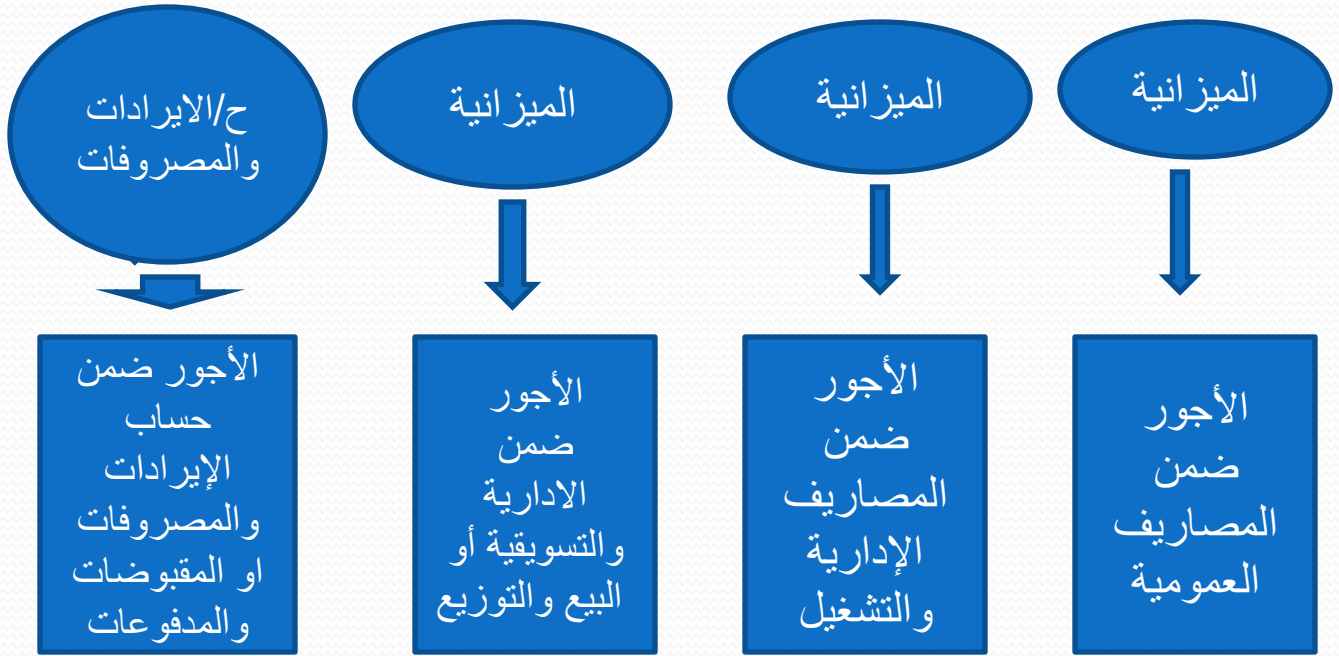 الميزانية
الميزانية
الميزانية
ح/الايرادات
والمصروفات
الأجور
ضمن
المصاريف
العمومية
الأجور
ضمن
المصاريف
الإدارية
والتشغيل
الأجور
ضمن
الادارية
والتسويقية أو
البيع والتوزيع
الأجور ضمن
حساب
الإيرادات
والمصروفات
او المقبوضات
والمدفوعات